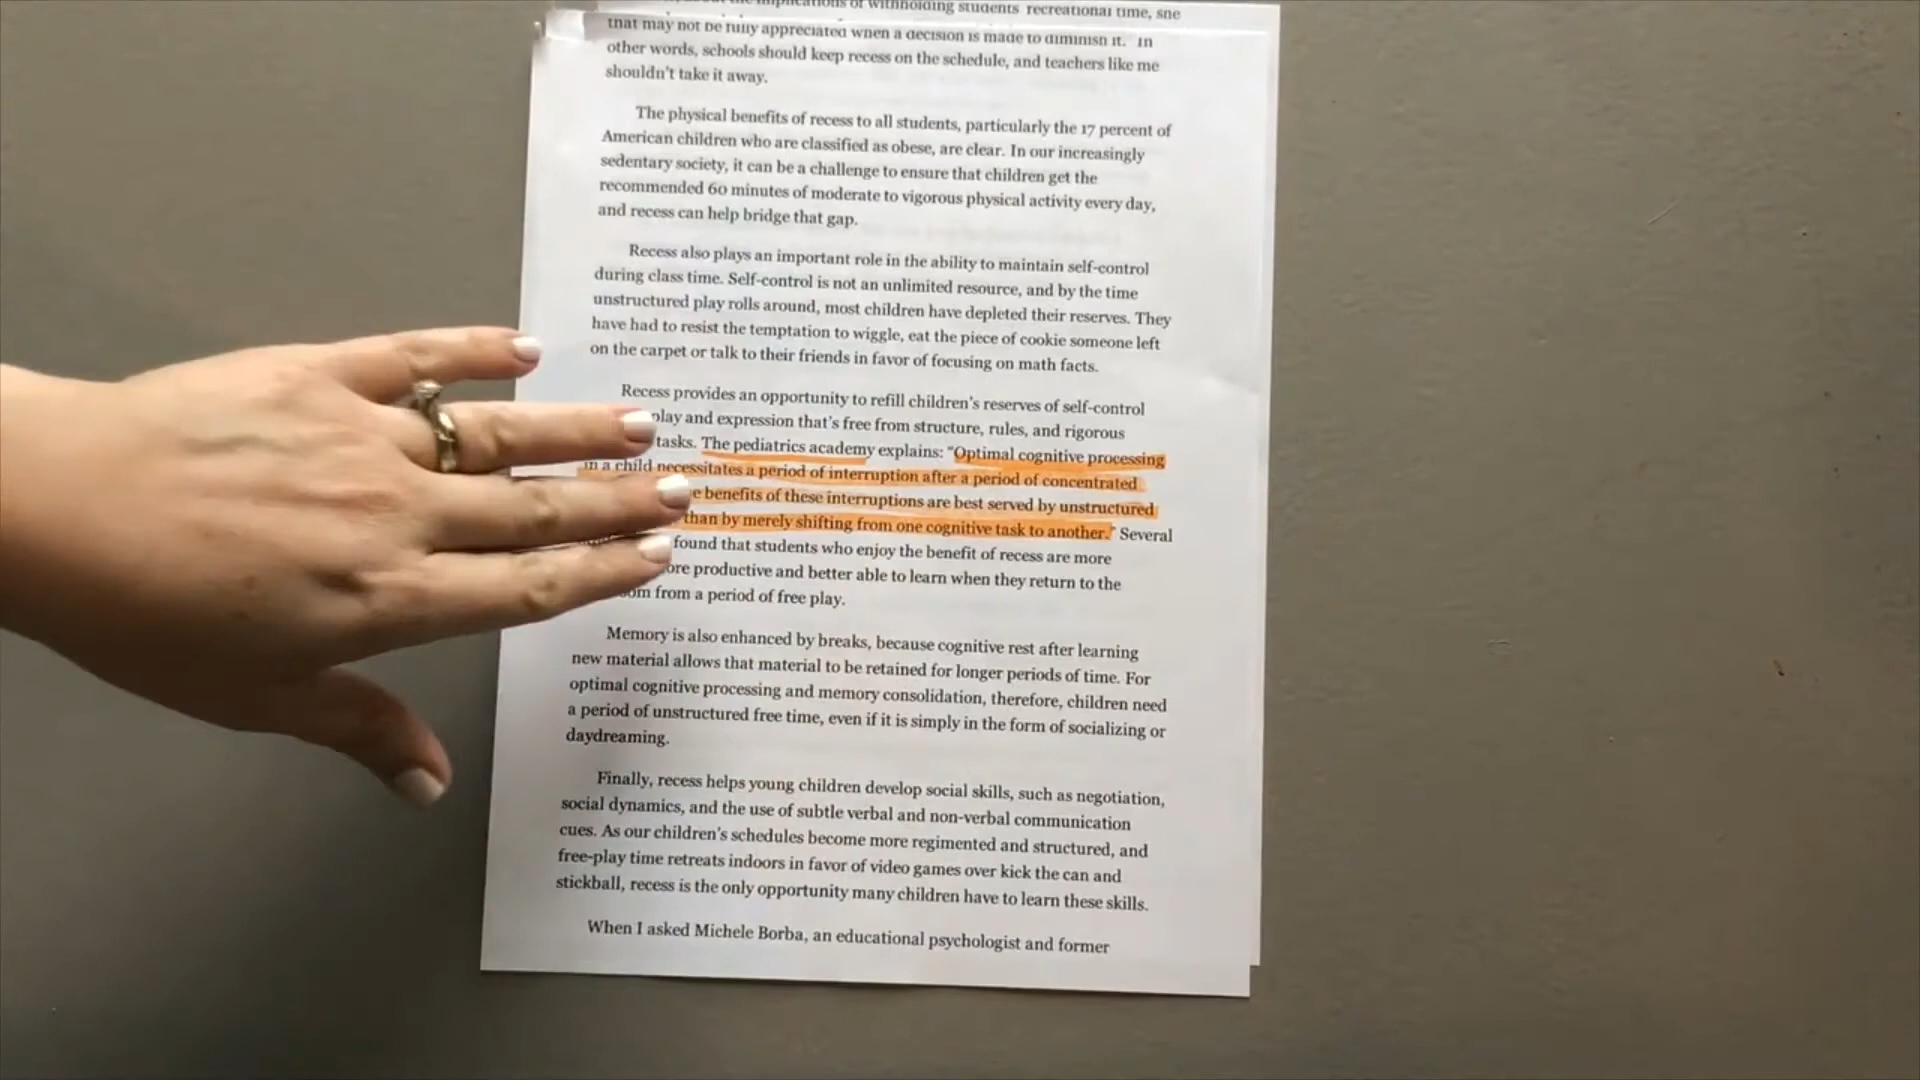 implications of withholding students' recreational time, she
that may not be fully appreciated when a decision is made to diminish it. In
other words, schools should keep recess on the schedule, and teachers like me
shouldn't take it away.
The physical benefits of recess to all students, particularly the 17 percent of
American children who are classified as obese, are clear. In our increasingly
sedentary society, it can be a challenge to ensure that children get the
recommended 60 minutes of moderate to vigorous physical activity every day,
and recess can help bridge that gap.
Recess also plays an important role in the ability to maintain self-control
during class time. Self-control is not an unlimited resource, and by the time
unstructured play rolls around, most children have depleted their reserves. They
have had to resist the temptation to wiggle, eat the piece of cookie someone left
on the carpet or talk to their friends in favor of focusing on math facts.
Recess provides an opportunity to refill children's reserves of self-control
play and expression that's free from structure, rules, and rigorous
tasks. The pediatrics academy explains: "Optimal cognitive processing
in a child necessitates a period of interruption after a period of concentrated
benefits of these interruptions are best served by unstructured
than by merely shifting from one cognitive task to another." Several
found that students who enjoy the benefit of recess are more
productive and better able to learn when they return to the
from a period of free play.
Memory is also enhanced by breaks, because cognitive rest after learning
new material allows that material to be retained for longer periods of time. For
optimal cognitive processing and memory consolidation, therefore, children need
a period of unstructured free time, even if it is simply in the form of socializing or
daydreaming.
Finally, recess helps young children develop social skills, such as negotiation,
social dynamics, and the use of subtle verbal and non-verbal communication
cues. As our children's schedules become more regimented and structured, and
free-play time retreats indoors in favor of video games over kick the can and
stickball, recess is the only opportunity many children have to learn these skills.
When I asked Michele Borba, an educational psychologist and former